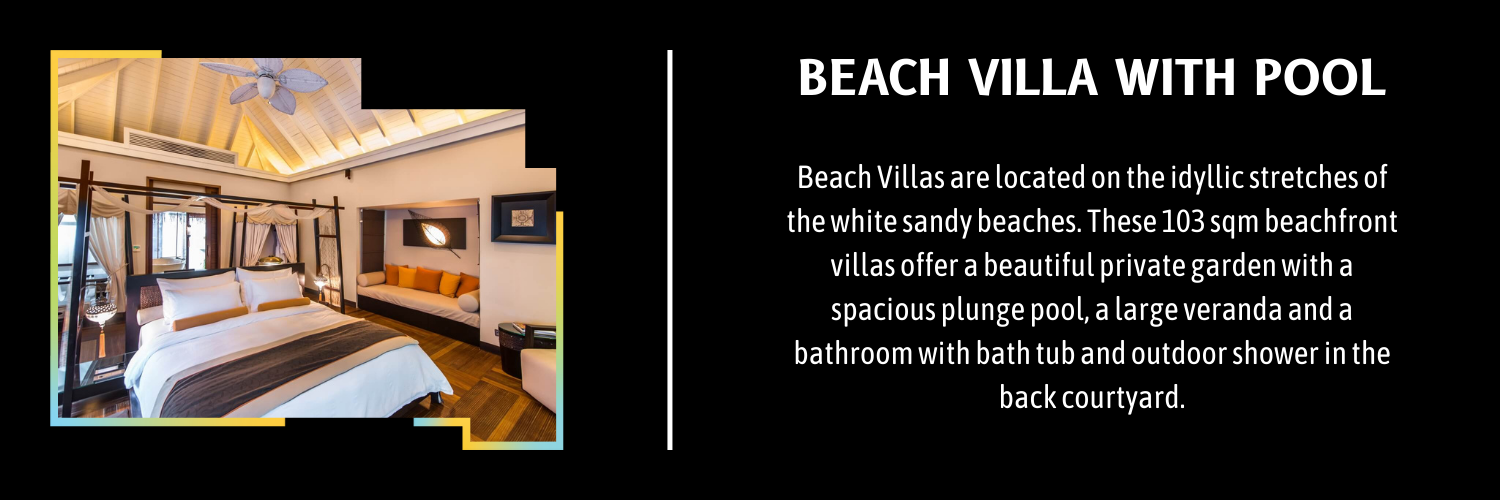 BEACH VILLA WITH POOL
Beach Villas are located on the idyllic stretches of
the white sandy beaches. These 103 sqm beachfront
villas offer a beautiful private garden with a
spacious plunge pool, a large veranda and a
bathroom with bath tub and outdoor shower in the
back courtyard.